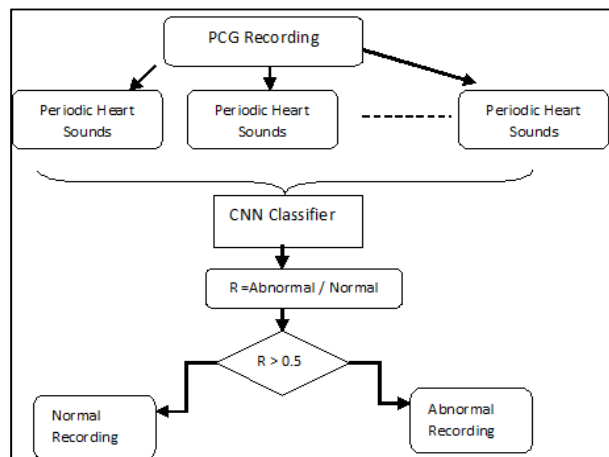 PCG Recording
Periodic Heart
Sounds
Periodic Heart
Sounds
Periodic Heart
Sounds
CNN Classifier
R =Abnormal / Normal
R > 0.5
Normal
Recording
Abnormal
Recording